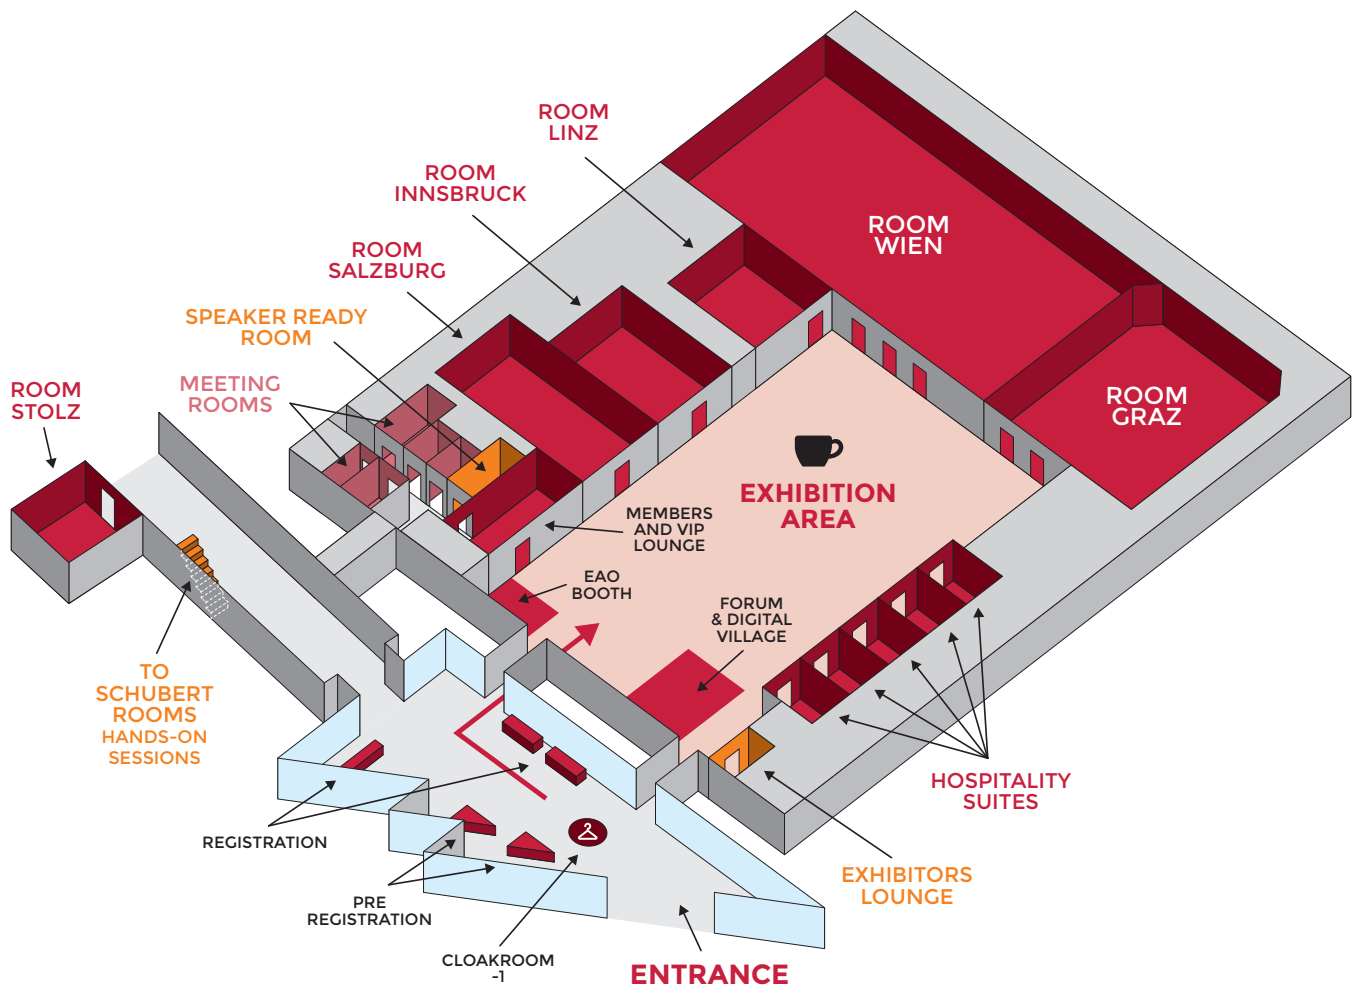 ROOM
LINZ
ROOM
INNSBRUCK
ROOM
WIEN
ROOM
SALZBURG
SPEAKER READY
ROOM
MEETING
ROOMS
ROOM
STOLZ
ROOM
GRAZ
EXHIBITION
AREA
MEMBERS
AND VIP
LOUNGE
EAO
BOOTH
FORUM
& DIGITAL
VILLAGE
TO
SCHUBERT
ROOMS
HANDS-ON
SESSIONS
HOSPITALITY
SUITES
REGISTRATION
EXHIBITORS
LOUNGE
PRE
REGISTRATION
CLOAKROOM
-1
ENTRANCE